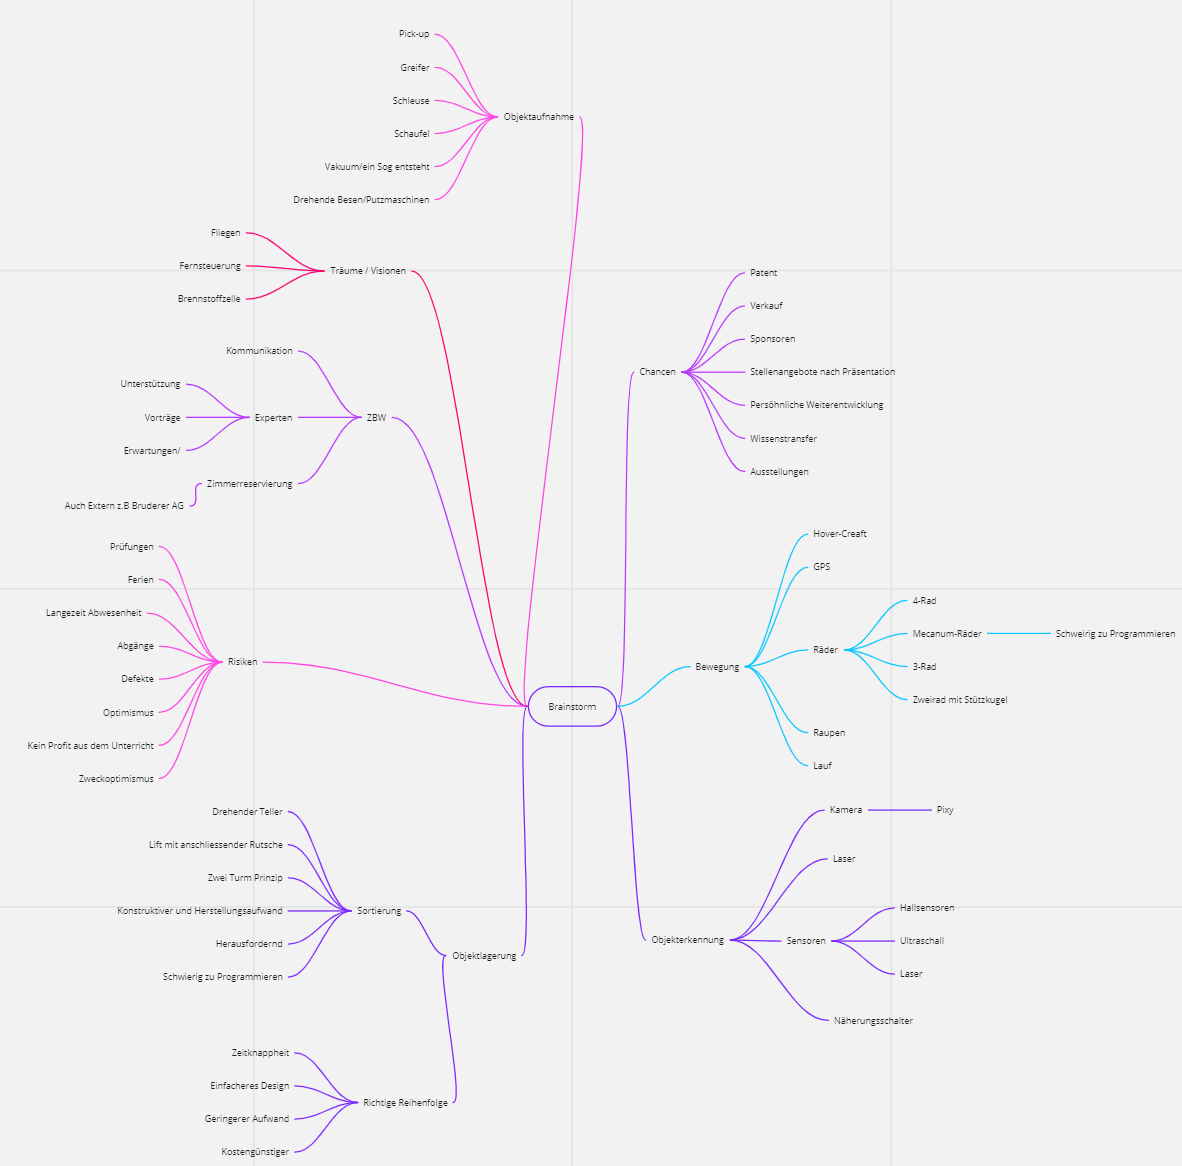 Pick-up
Greifer
Schleuse
Schaufel
Vakuum/ein Sog entsteht
Drehende Besen/Putzmaschinen
Objektaufnahme
Fliegen
Fernsteuerung
Brennstoffzelle
Träume / Visionen
Kommunikation
Unterstützung
Vorträge
Erwartungen/
Experten
ZBW
Zimmerreservierung
Auch Extern z.B Bruderer AG
Prüfungen
Ferien
Langezeit Abwesenheit
Abgänge
Defekte
Optimismus
Kein Profit aus dem Unterricht
Zweckoptimismus
Risiken
Drehender Teller
Lift mit anschliessender Rutsche
Zwei Turm Prinzip
Konstruktiver und Herstellungsaufwand
Herausfordernd
Schwierig zu Programmieren
Sortierung
Objektlagerung
Zeitknappheit
Einfacheres Design
Geringerer Aufwand
Kostengünstiger
Richtige Reihenfolge
Brainstorm
Chancen
Patent
Verkauf
Sponsoren
Stellenangebote nach Präsentation
Persöhnliche Weiterentwicklung
Wissenstransfer
Ausstellungen
Bewegung
Hover-Creaft
GPS
Räder
4-Rad
Mecanum-Räder
Schweirig zu Programmieren
3-Rad
Zweirad mit Stützkugel
Raupen
Lauf
Objekterkennung
Kamera
Pixy
Laser
Sensoren
Hallsensoren
Ultraschall
Laser
Näherungsschalter